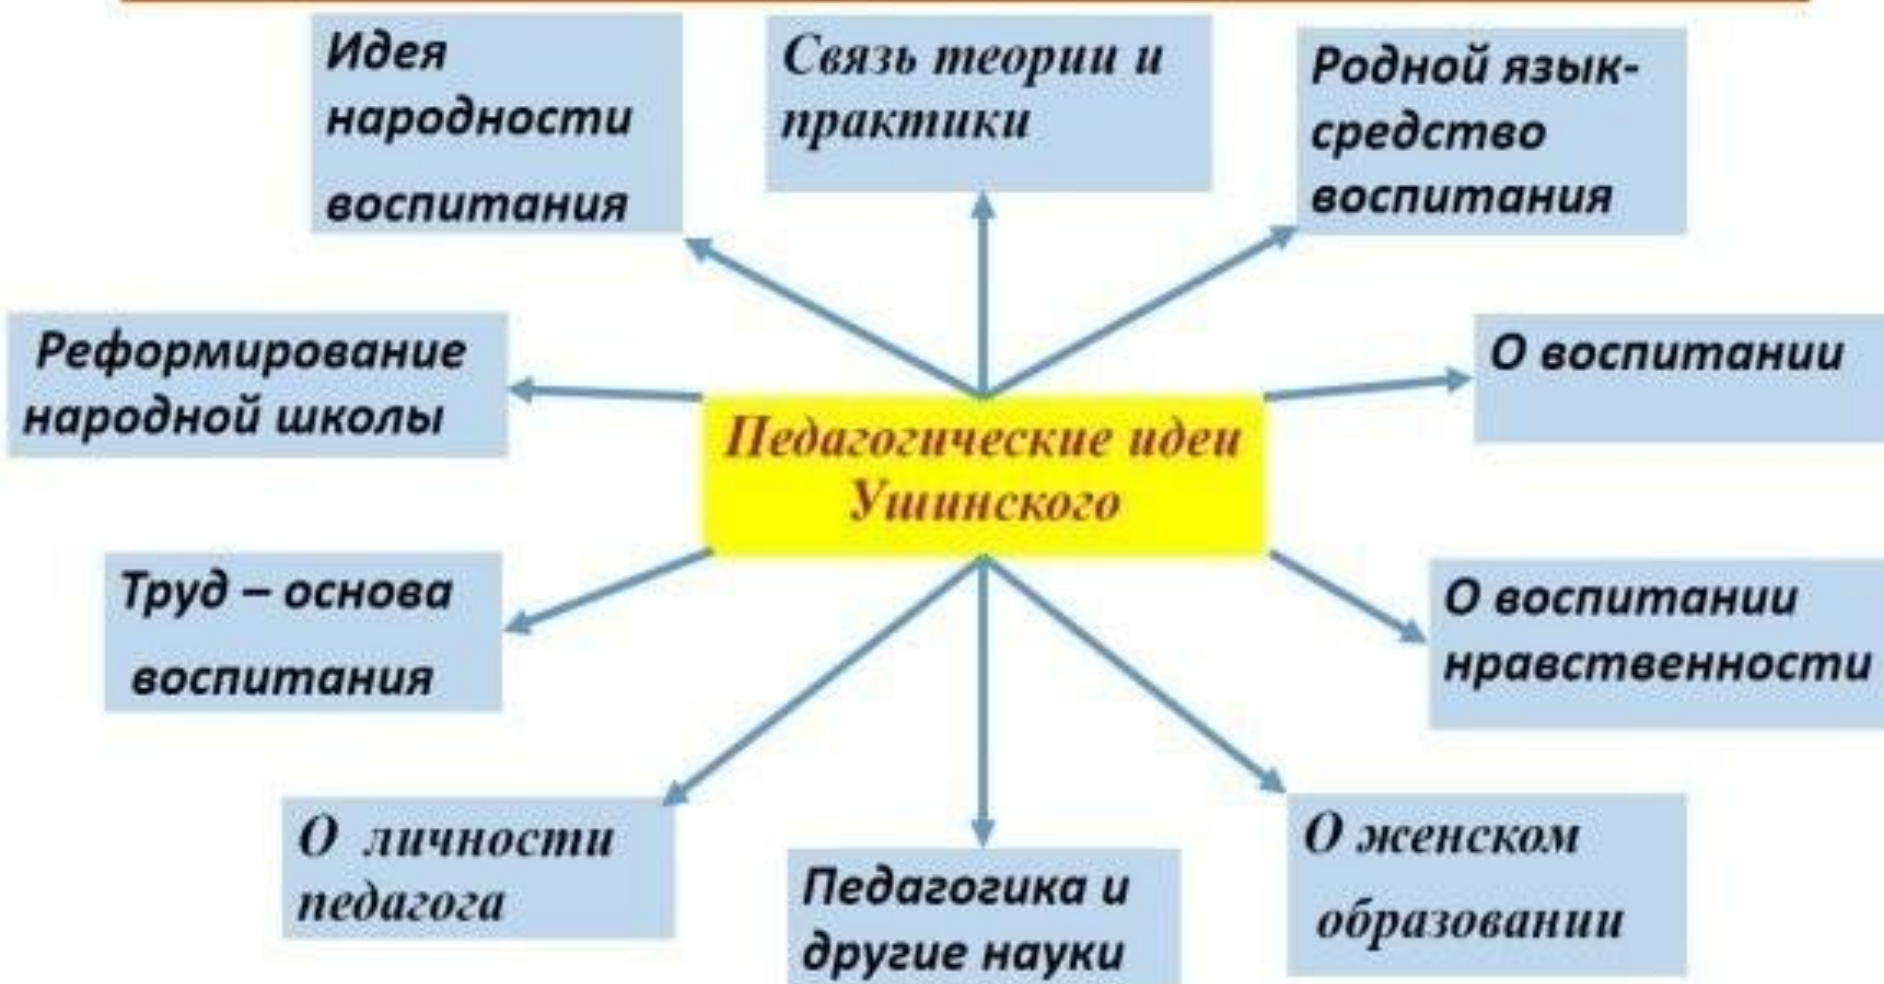 Идея
народности
воспитания
Связь теории и
практики
Родной язык-
средство
воспитания
Реформирование
народной школы
О воспитании
Педагогические идеи
Ушинского
Труд – основа
воспитания
О воспитании
нравственности
О личности
педагога
Педагогика и
другие науки
О женском
образовании